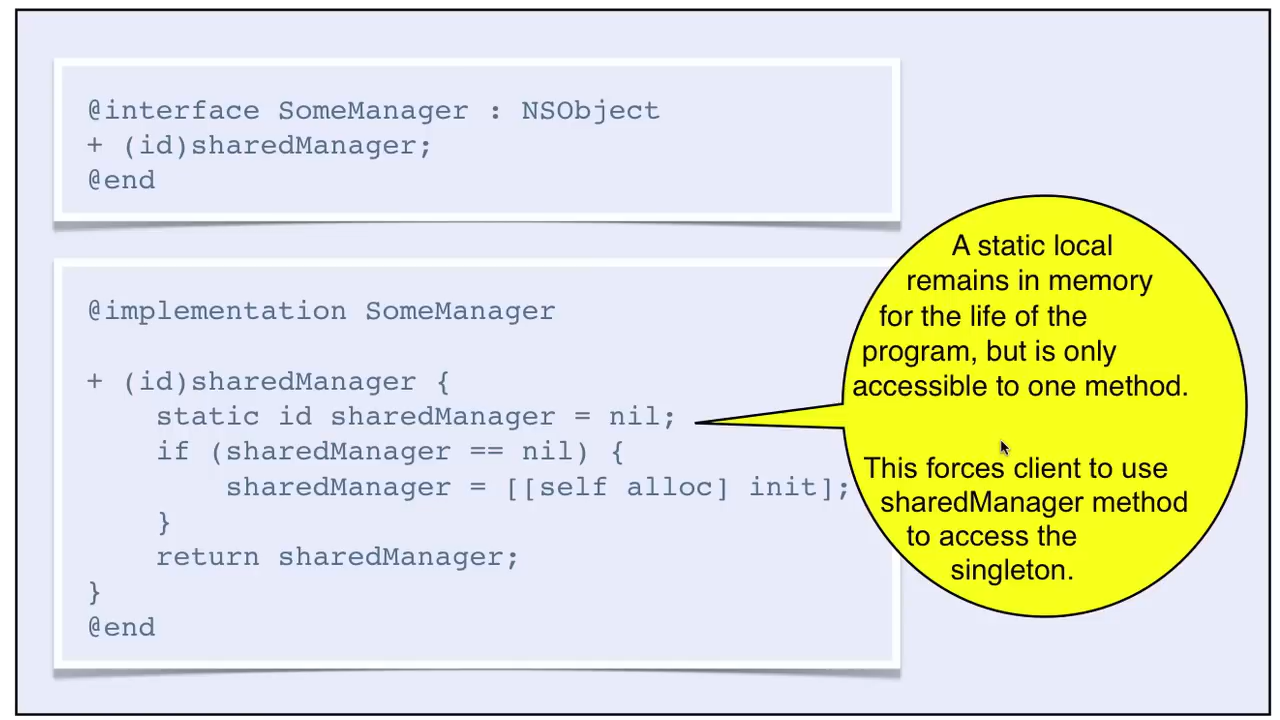 @interface SomeManager : NSObject
+ (id)sharedManager;
@end
@implementation SomeManager
+ (id)sharedManager {
static id sharedManager = nil;
if (sharedManager == nil) {
sharedManager = [[self alloc] init];
}
return sharedManager;
}
@end
A static local
remains in memory
for the life of the
program, but is only
accessible to one method.
This forces client to use
sharedManager method
to access the
singleton.